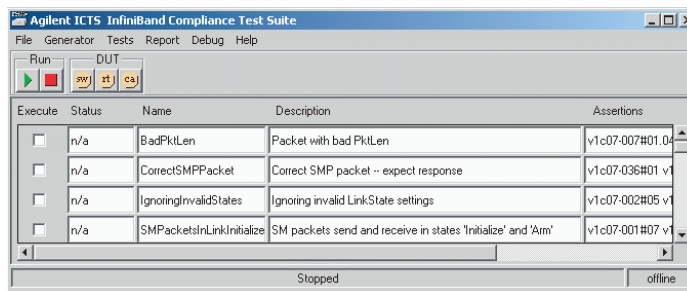 Agilent ICTS InfiniBand Compliance Test Suite
File Generator Tests Report Debug Help
Run DUT
sw rt ca
Execute Status Name Description Assertions
n/a BadPktLen Packet with bad PktLen v1c07-007#01.04
n/a CorrectSMPPacket Correct SMP packet -- expect response v1c07-036#01 v1
n/a IgnoringInvalidStates Ignoring invalid LinkState settings v1c07-002#05 v1
n/a SMPacketsInLinkInitialize SM packets send and receive in states 'Initialize' and 'Arm' v1c07-001#07 v1
Stopped offline